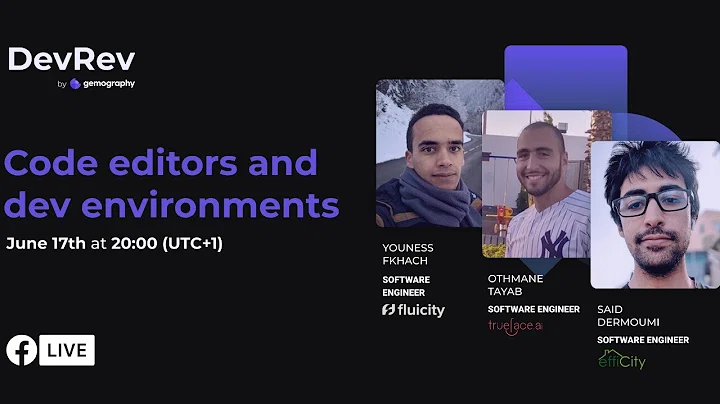 DevRev
by gemography
Code editors and
dev environments
June 17th at 20:00 (UTC+1)
LIVE
YOUNESS
FKHACH
SOFTWARE
ENGINEER
fluicity
OTHMANE
TAYAB
SOFTWARE ENGINEER
trueface.ai
SAID
DERMOUMI
SOFTWARE ENGINEER
effiCity